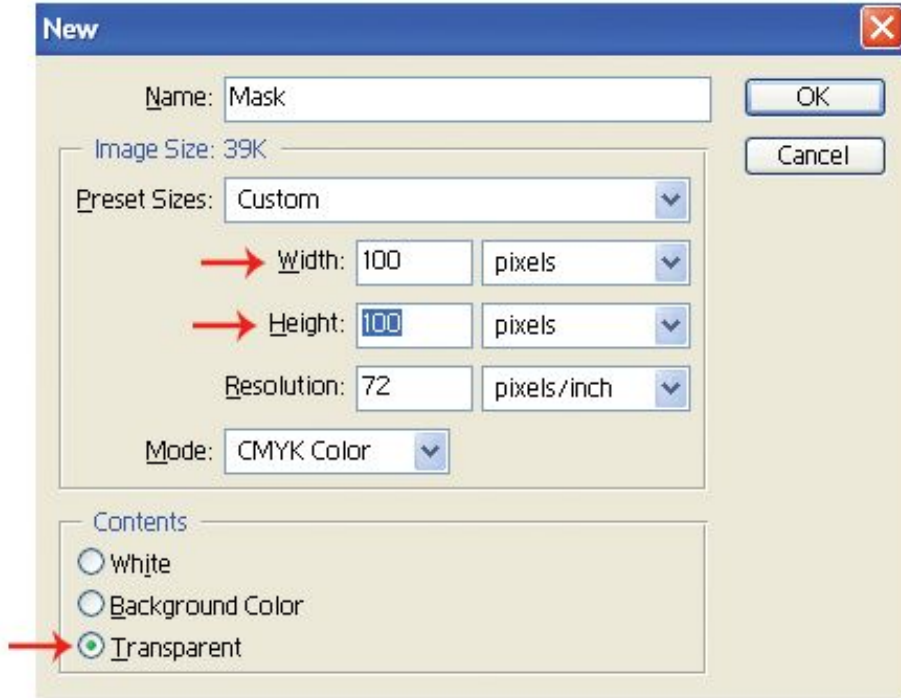 New
Name: Mask
OK
Image Size: 39K
Cancel
Preset Sizes: Custom
Width: 100 pixels
Height: 100 pixels
Resolution: 72 pixels/inch
Mode: CMYK Color
Contents
White
Background Color
Transparent